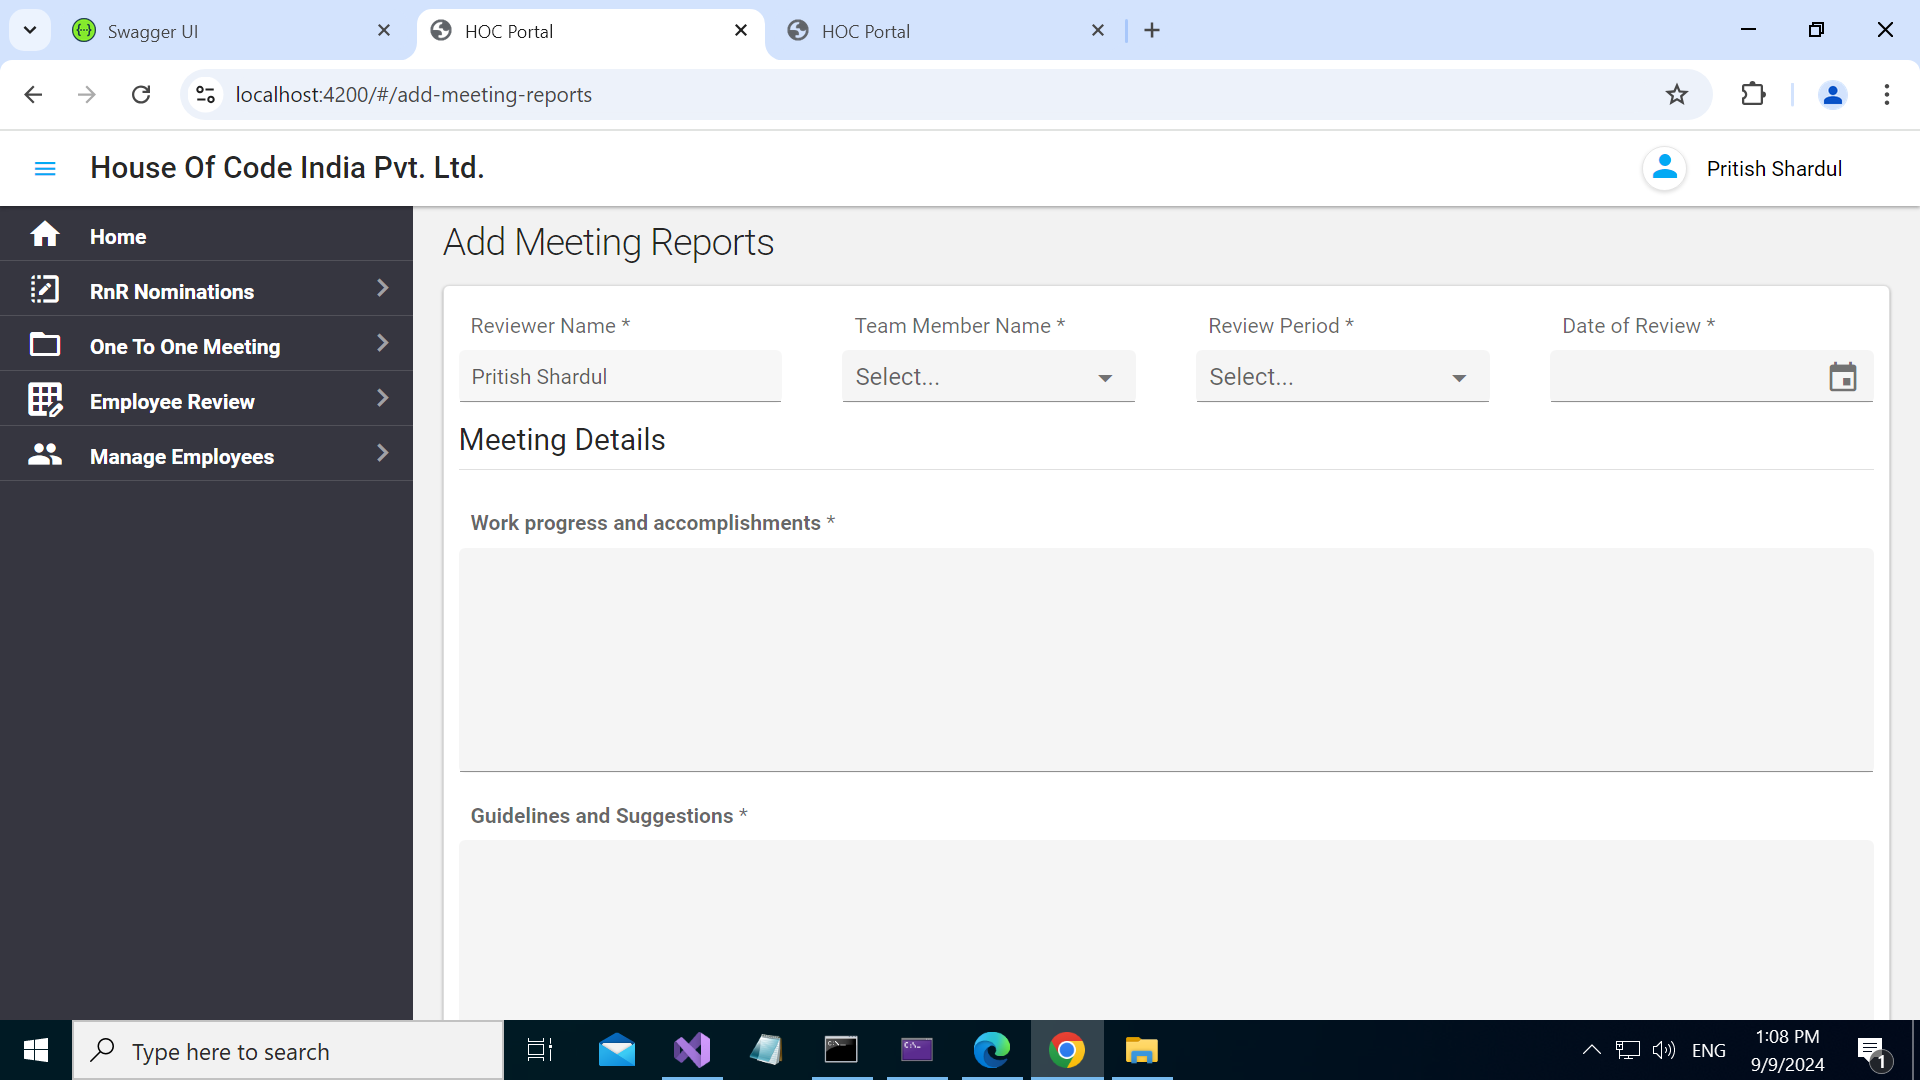 Swagger UI
HOC Portal
HOC Portal
localhost:4200/#/add-meeting-reports
House Of Code India Pvt. Ltd.
Pritish Shardul
Home
RnR Nominations
One To One Meeting
Employee Review
Manage Employees
Add Meeting Reports
Reviewer Name *
Team Member Name *
Review Period *
Date of Review *
Pritish Shardul
Select...
Select...
Meeting Details
Work progress and accomplishments *
Guidelines and Suggestions *
Type here to search
ENG
1:08 PM
9/9/2024
1